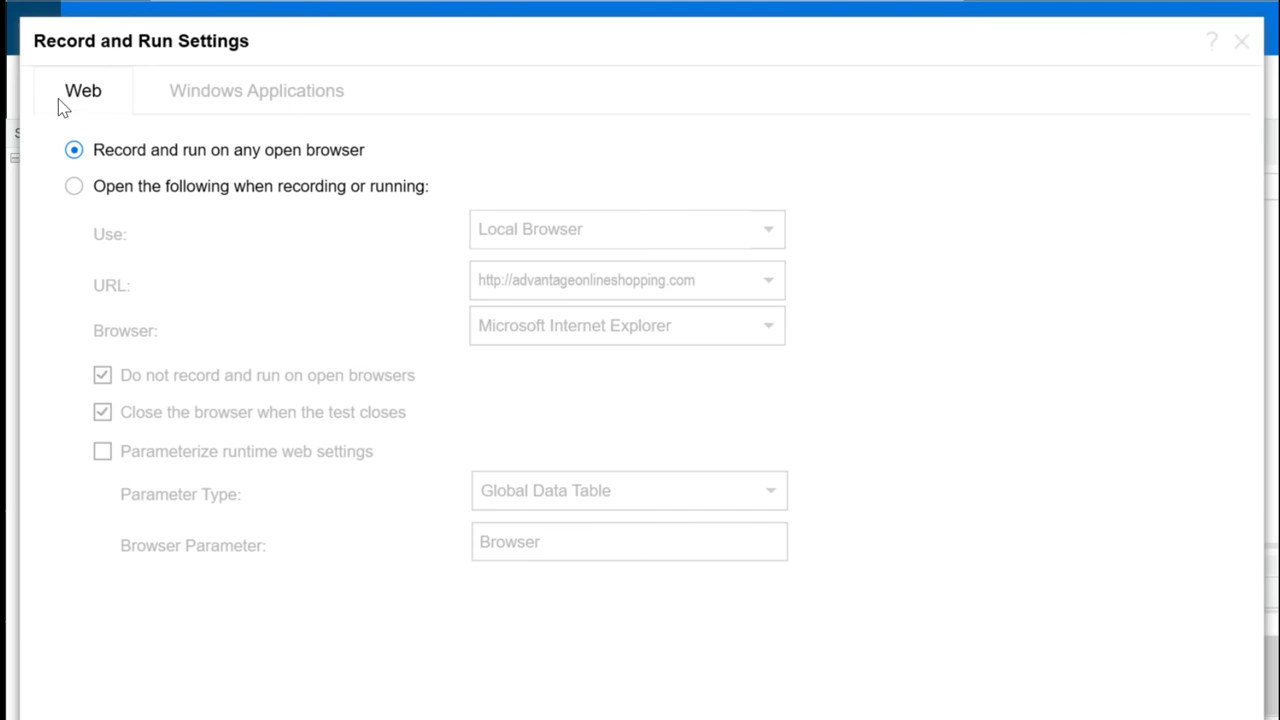 Record and Run Settings
?
Web
Windows Applications
Record and run on any open browser
Open the following when recording or running:
Use:
Local Browser
URL:
http://advantageonlineshopping.com
Browser:
Microsoft Internet Explorer
Do not record and run on open browsers
Close the browser when the test closes
Parameterize runtime web settings
Parameter Type:
Global Data Table
Browser Parameter:
Browser